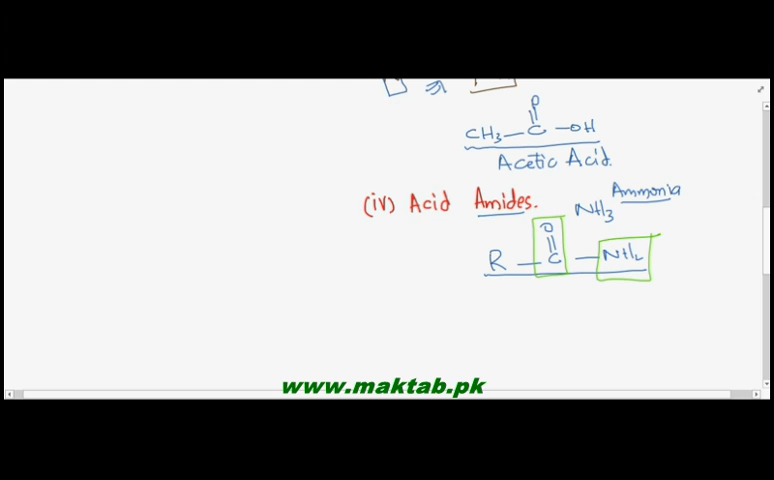 O
CH3 — C — OH
Acetic Acid.
(iv) Acid Amides.
NH3 Ammonia
O
R — C — NH2
www.maktab.pk